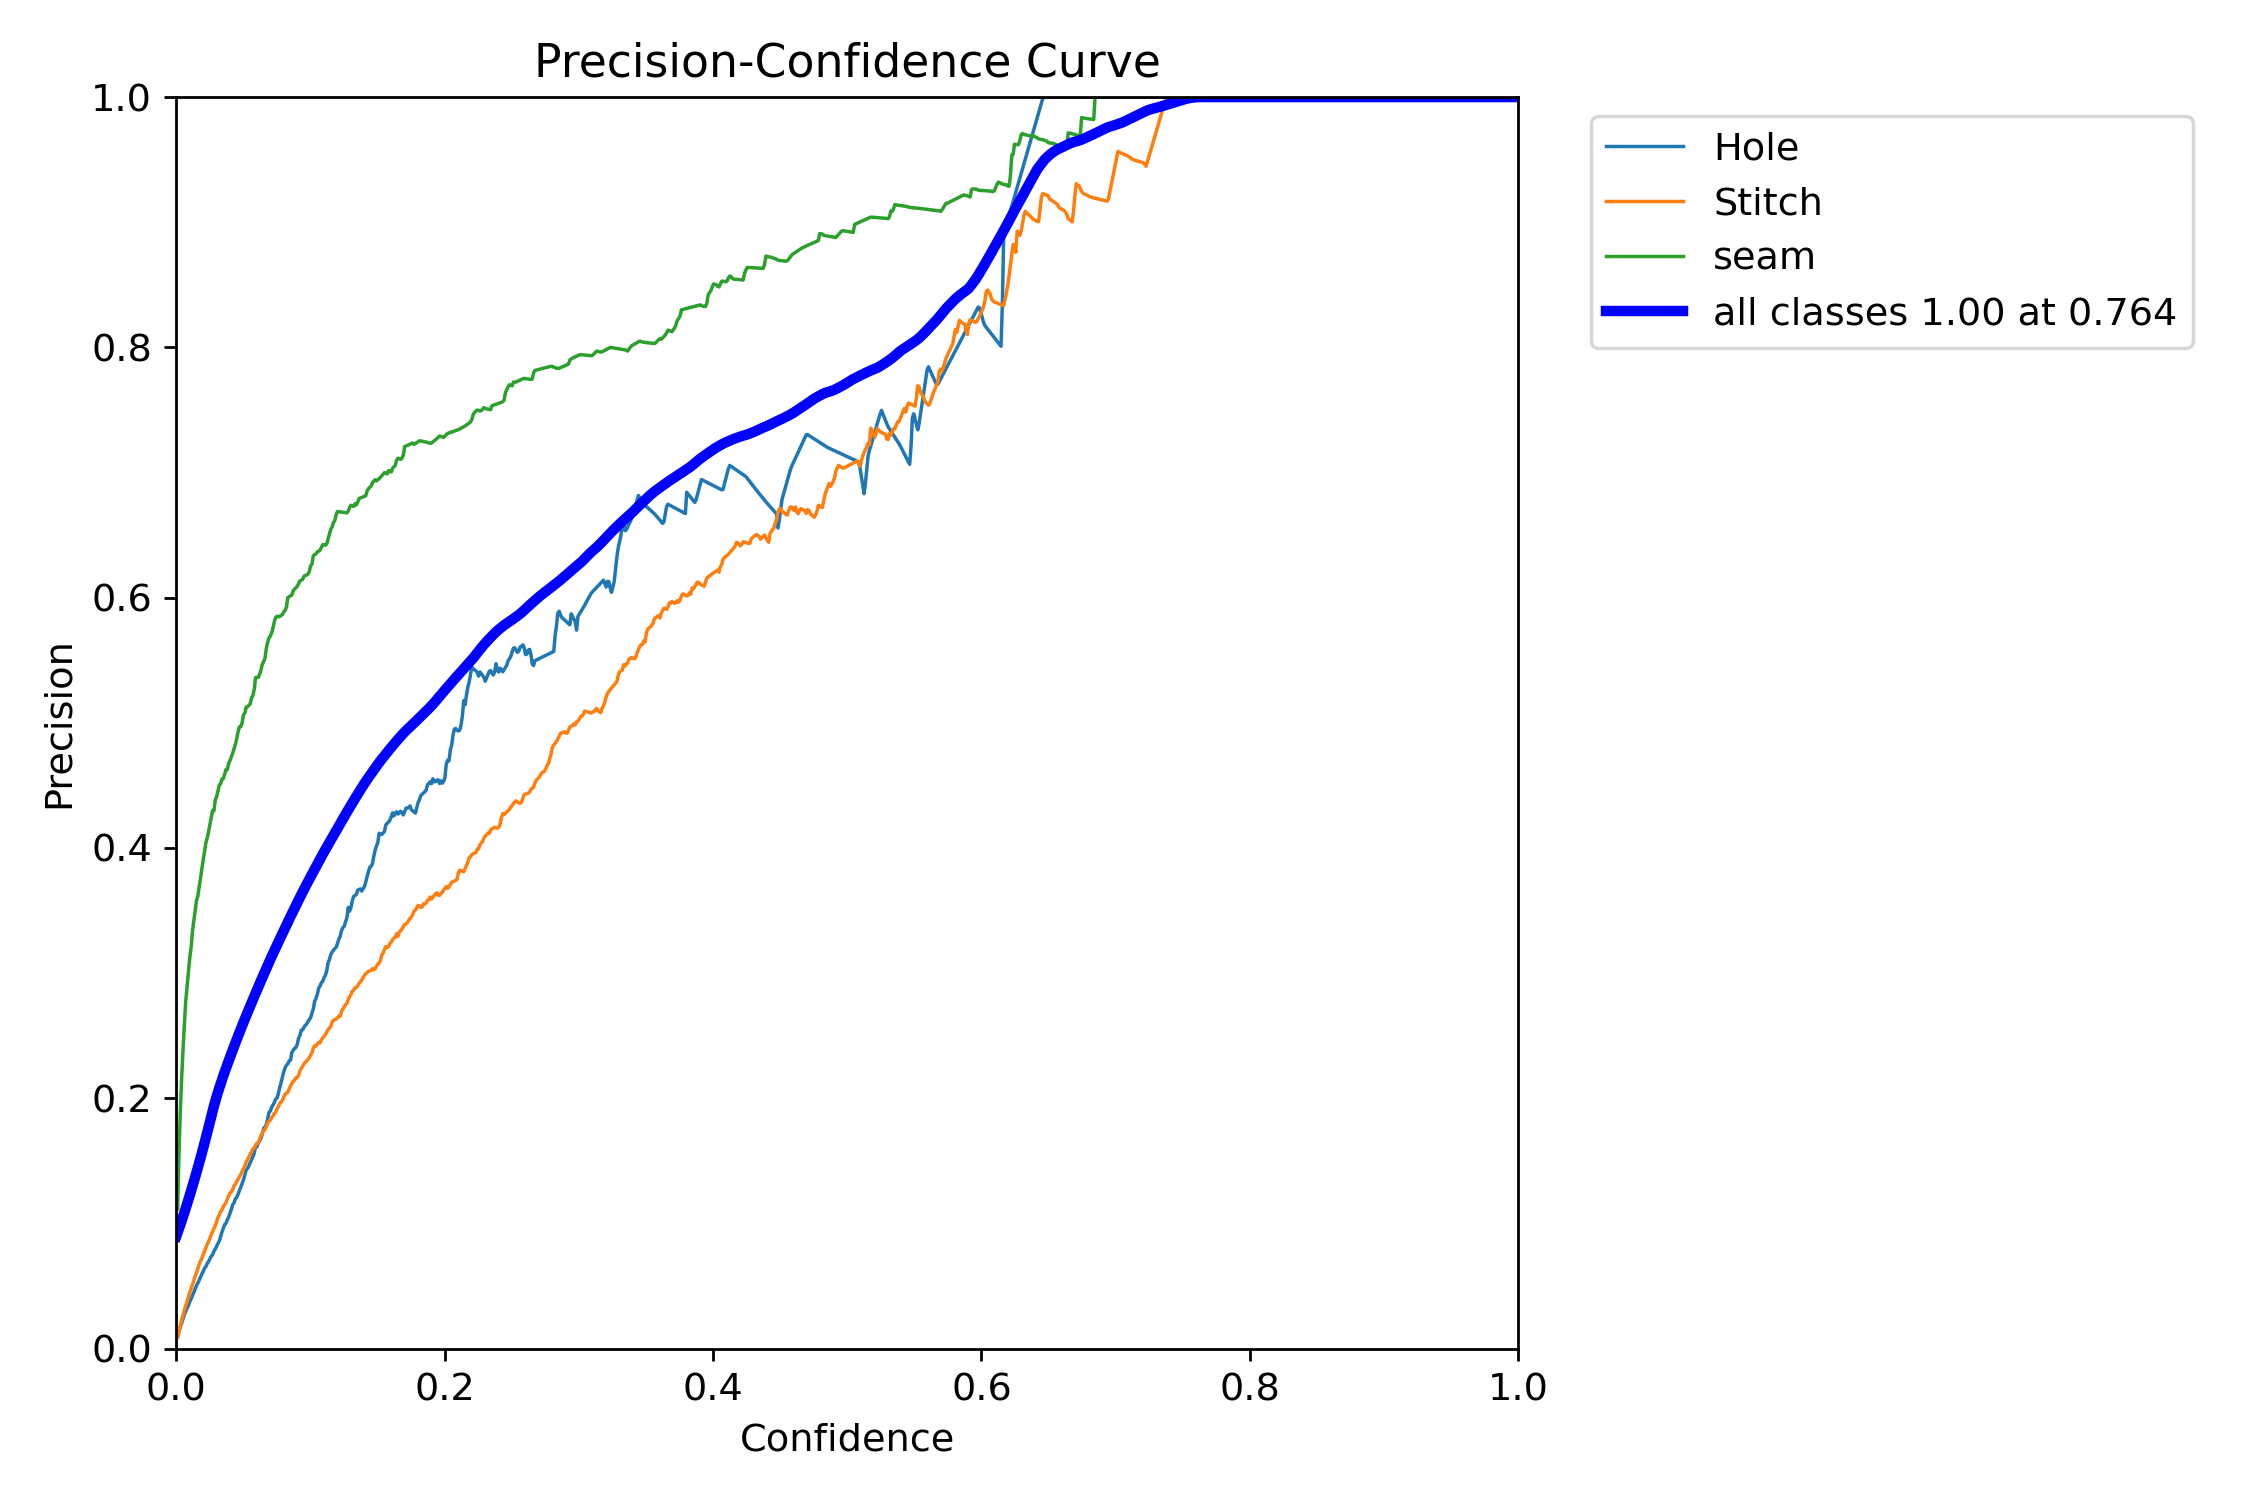 Precision-Confidence Curve
1.0
0.8
0.6
0.4
0.2
0.0
Precision
0.0 0.2 0.4 0.6 0.8 1.0
Confidence
Hole
Stitch
seam
all classes 1.00 at 0.764